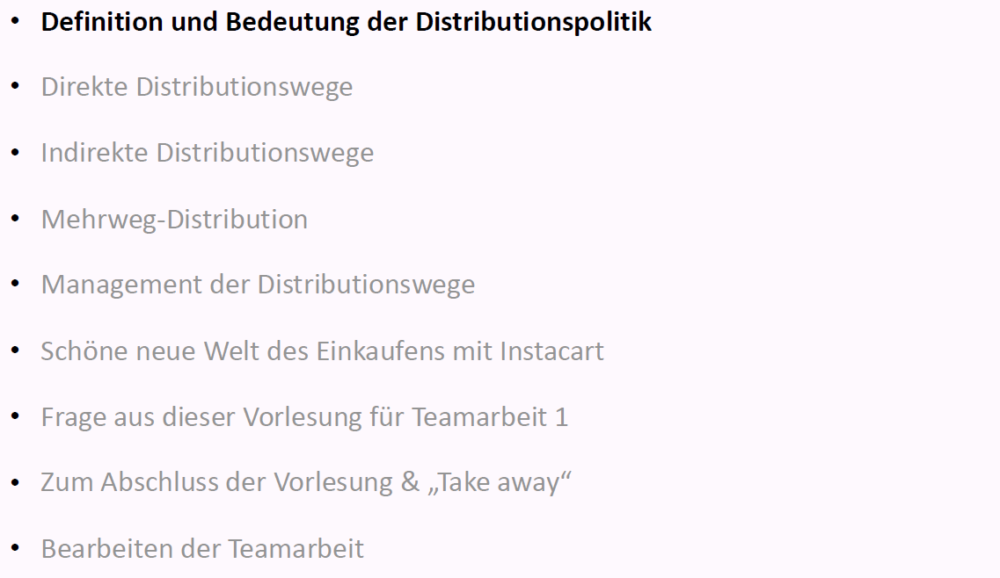 • Definition und Bedeutung der Distributionspolitik
• Direkte Distributionswege
• Indirekte Distributionswege
• Mehrweg-Distribution
• Management der Distributionswege
• Schöne neue Welt des Einkaufens mit Instacart
• Frage aus dieser Vorlesung für Teamarbeit 1
• Zum Abschluss der Vorlesung & „Take away“
• Bearbeiten der Teamarbeit